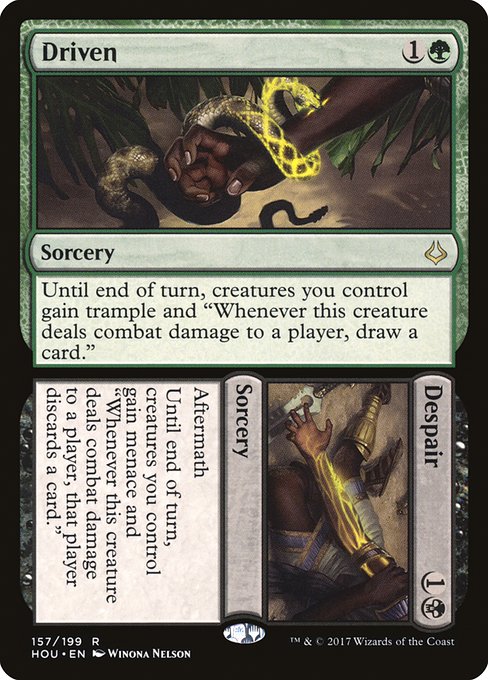 Driven 1
Sorcery
Until end of turn, creatures you control
gain trample and “Whenever this creature
deals combat damage to a player, draw a
card.”
Despair 1
Sorcery
Aftermath
Until end of turn,
creatures you control
gain menace and
“Whenever this creature
deals combat damage
to a player, that player
discards a card.”
157/199 R
HOU • EN Winona Nelson
™ & © 2017 Wizards of the Coast